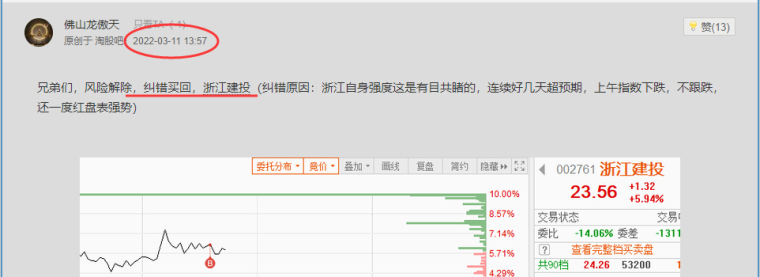 佛山龙傲天 只看TA(-1)
原创于 淘股吧 2022-03-11 13:57
赞(13)
兄弟们，风险解除，纠错买回，浙江建投（纠错原因：浙江自身强度这是有目共睹的，连续好几天超预期，上午指数下跌，不跟跌，
还一度红盘表强势）
委托分布 竞价 叠加 画线 复盘 简约 隐藏
002761 浙江建投
23.56 +1.32
+5.94%
10.00%
8.57%
7.14%
5.71%
4.29%
B
交易状态
委比 -14.06% 委差 -1311
? 查看完整档买卖盘
共90档 24.26 53200